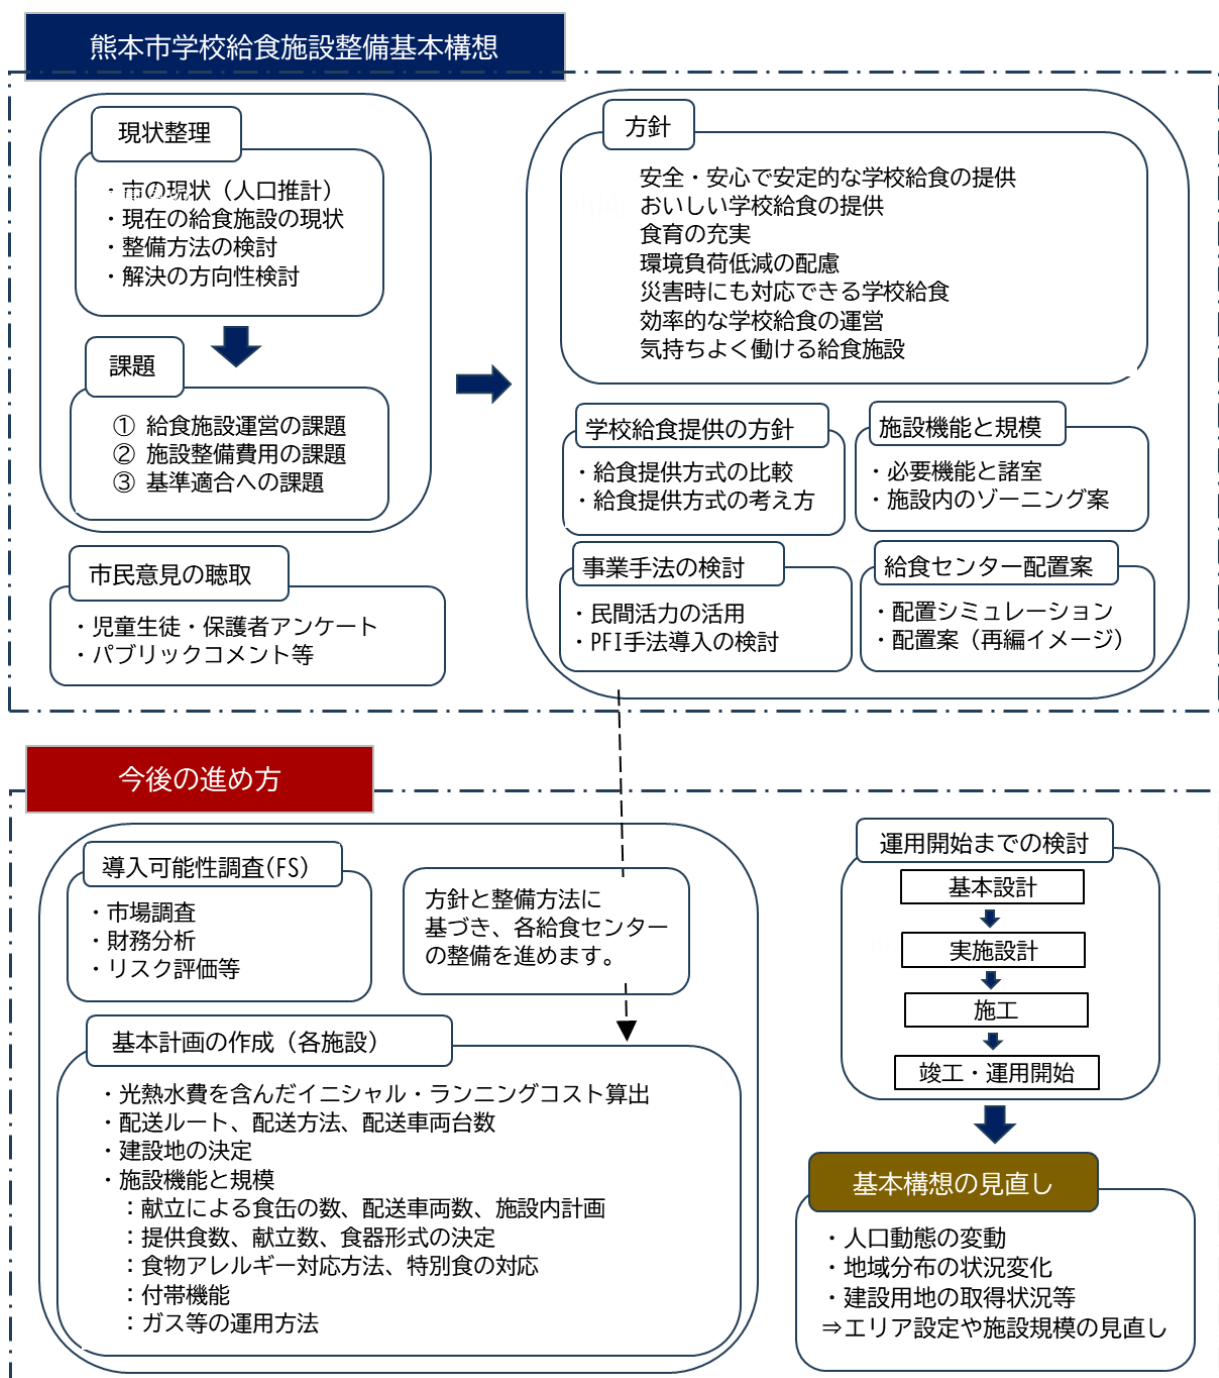 熊本市学校給食施設整備基本構想
現状整理
・市の現状（人口推計）
・現在の給食施設の現状
・整備方法の検討
・解決の方向性検討
課題
① 給食施設運営の課題
② 施設整備費用の課題
③ 基準適合への課題
市民意見の聴取
・児童生徒・保護者アンケート
・パブリックコメント等
方針
安全・安心で安定的な学校給食の提供
おいしい学校給食の提供
食育の充実
環境負荷低減の配慮
災害時にも対応できる学校給食
効率的な学校給食の運営
気持ちよく働ける給食施設
学校給食提供の方針
・給食提供方式の比較
・給食提供方式の考え方
施設機能と規模
・必要機能と諸室
・施設内のゾーニング案
事業手法の検討
・民間活力の活用
・PFI手法導入の検討
給食センター配置案
・配置シミュレーション
・配置案（再編イメージ）
今後の進め方
導入可能性調査(FS)
・市場調査
・財務分析
・リスク評価等
方針と整備方法に
基づき、各給食センター
の整備を進めます。
基本計画の作成（各施設）
・光熱水費を含んだイニシャル・ランニングコスト算出
・配送ルート、配送方法、配送車両台数
・建設地の決定
・施設機能と規模
：献立による食缶の数、配送車両数、施設内計画
：提供食数、献立数、食器形式の決定
：食物アレルギー対応方法、特別食の対応
：付帯機能
：ガス等の運用方法
運用開始までの検討
基本設計
実施設計
施工
竣工・運用開始
基本構想の見直し
・人口動態の変動
・地域分布の状況変化
・建設用地の取得状況等
⇒エリア設定や施設規模の見直し